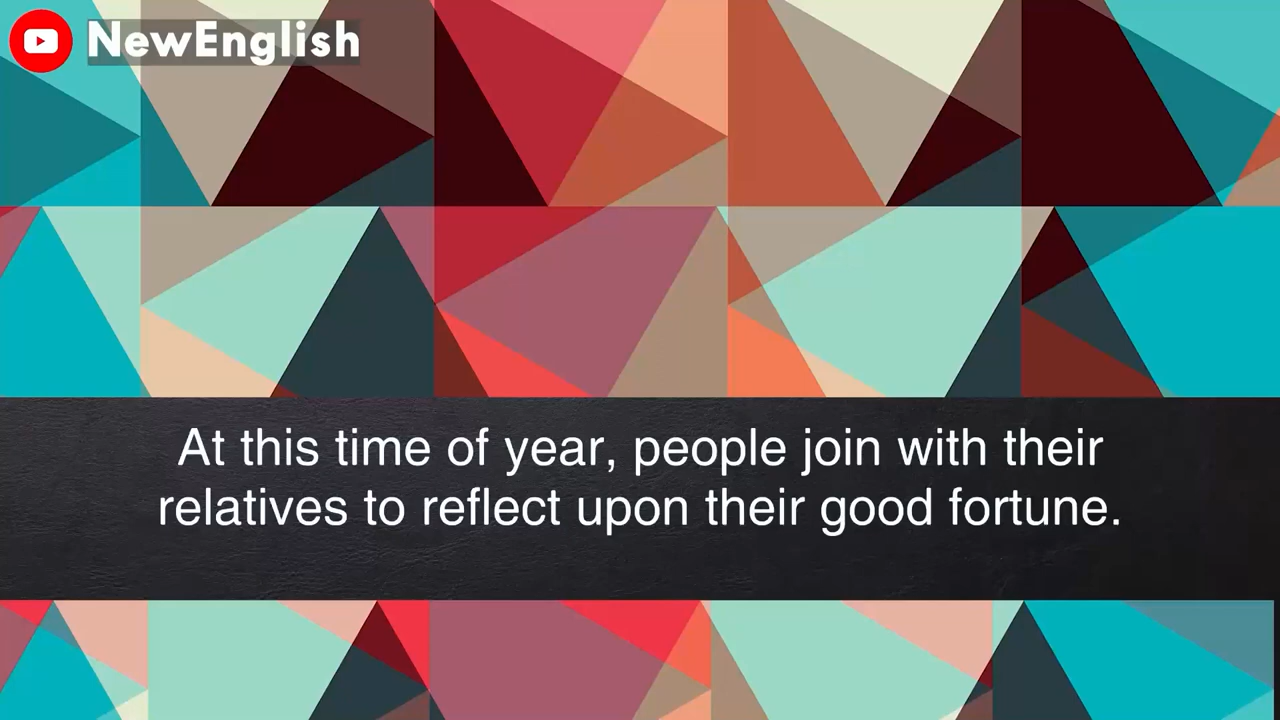 NewEnglish
At this time of year, people join with their
relatives to reflect upon their good fortune.